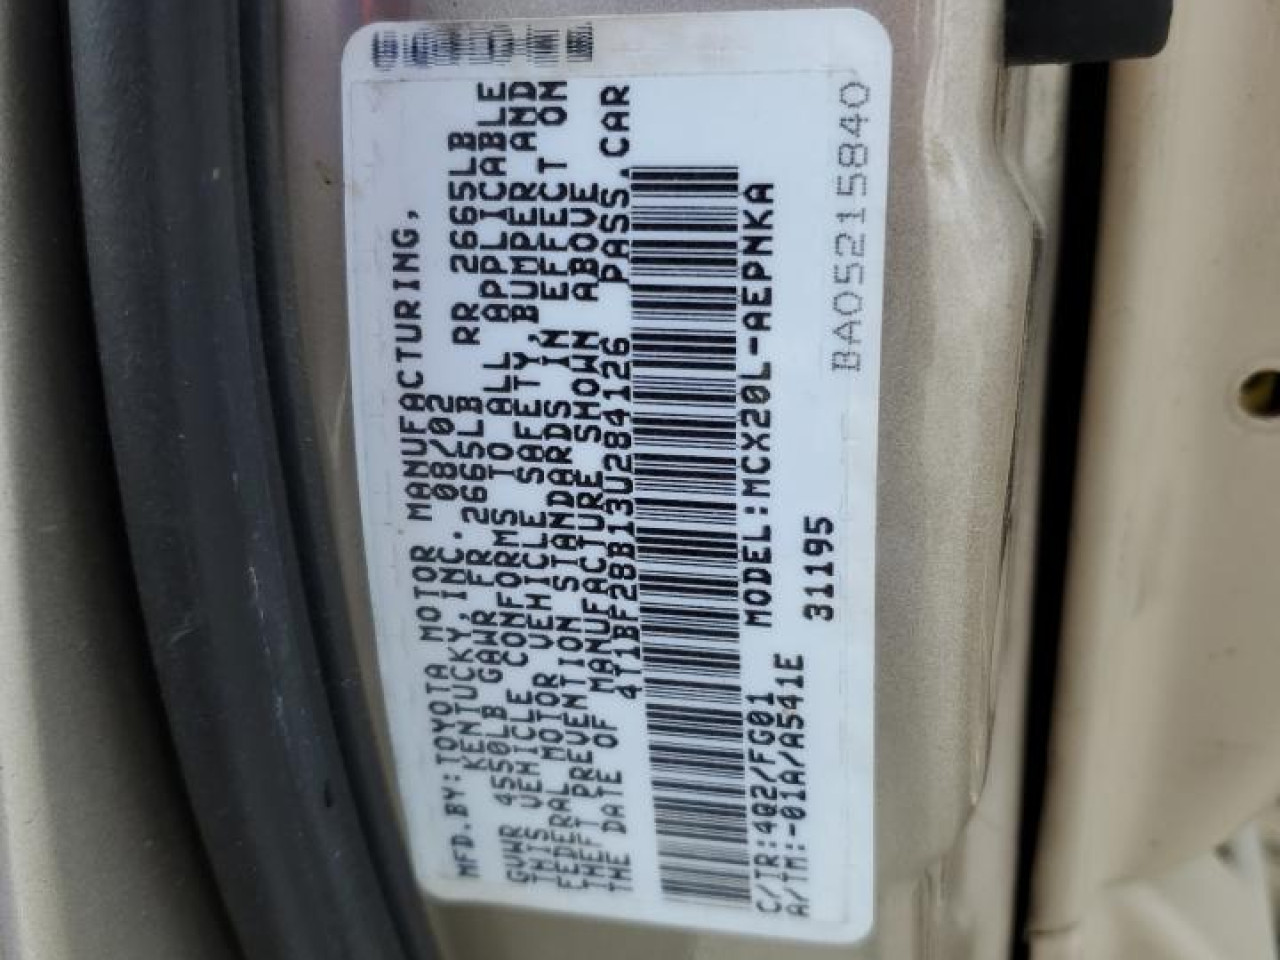 MFD.BY:TOYOTA MOTOR MANUFACTURING,
KENTUCKY,INC. 08/02
GVWR 4550LB GAWR FR 2665LB RR 2665LB
THIS VEHICLE CONFORMS TO ALL APPLICABLE
FEDERAL MOTOR VEHICLE SAFETY,BUMPER AND
THEFT PREVENTION STANDARDS IN EFFECT ON
THE DATE OF MANUFACTURE SHOWN ABOVE
4T1BF28B13U284126 PASS.CAR
MODEL:MCX20L-AEPNKA
C/TR:4Q2/FG01 31195
A/TM:-01A/A541E
BA05215840